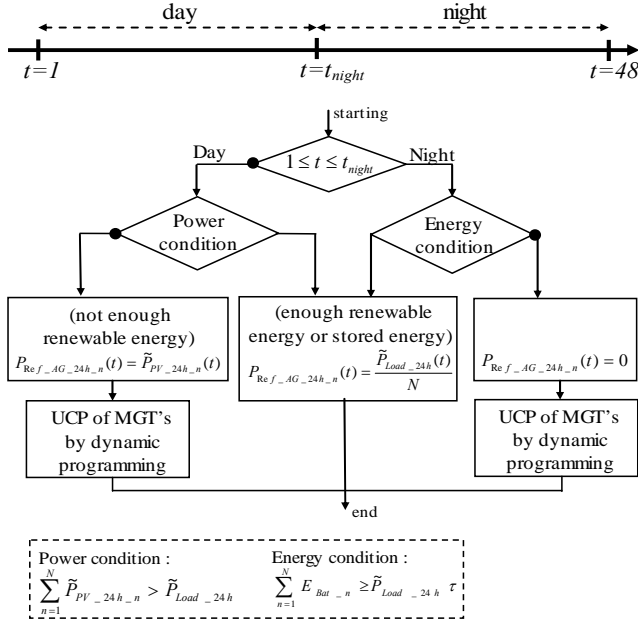 day night
t=1 t=t_night t=48
starting
Day Night
1 ≤ t ≤ t_night
Power
condition
Energy
condition
(not enough
renewable energy)
P_Ref_AG_24h_n(t) = P̃_PV_24h_n(t)
(enough renewable
energy or stored energy)
P_Ref_AG_24h_n(t) = P̃_Load_24h(t) / N
P_Ref_AG_24h_n(t) = 0
UCP of MGT's
by dynamic
programming
UCP of MGT's
by dynamic
programming
end
Power condition :
∑_{n=1}^{N} P̃_PV_24h_n > P̃_Load_24h
Energy condition :
∑_{n=1}^{N} E_Bat_n ≥ P̃_Load_24h τ